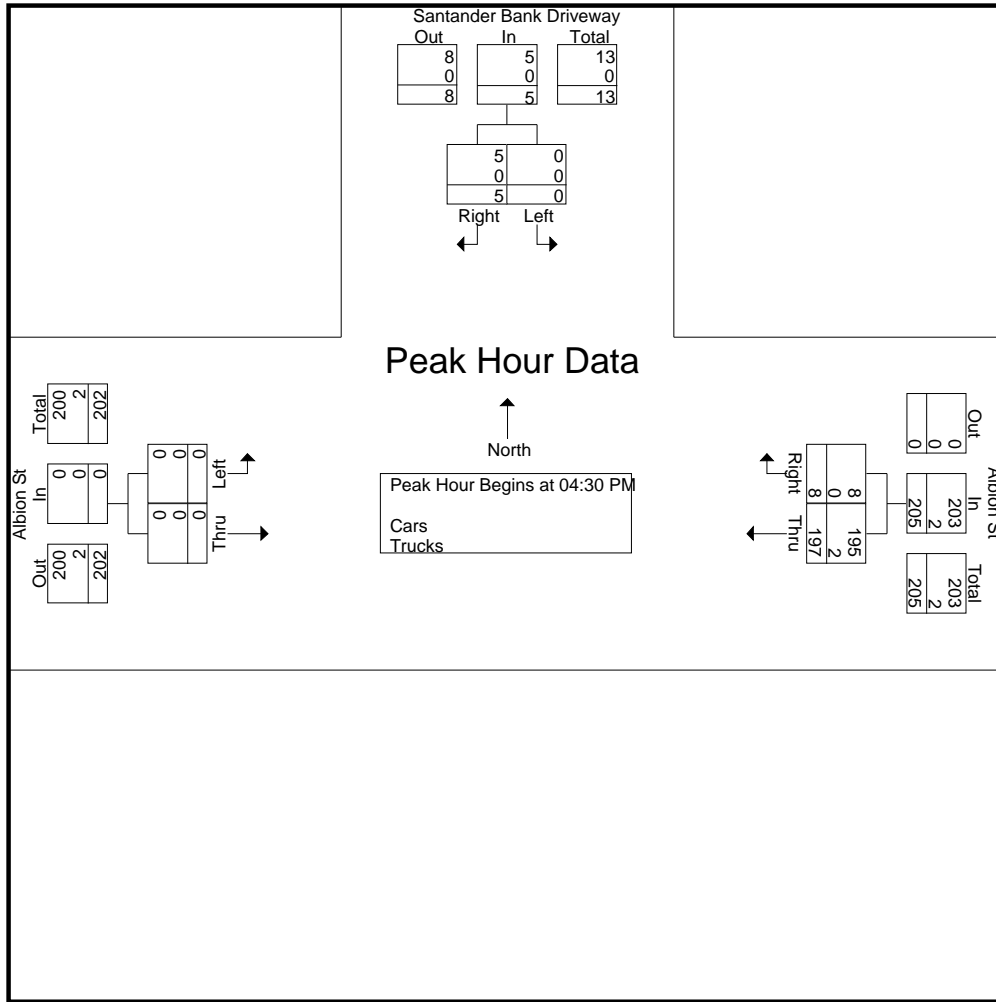 Santander Bank Driveway
Out In Total
8 5 13
0 0 0
8 5 13
5 0
0 0
5 0
Right Left
Peak Hour Data
North
Peak Hour Begins at 04:30 PM
Cars
Trucks
Albion St
Out In Total
202 0 202
2 0 2
200 0 200
Left Thru
0 0
0 0
0 0
Albion St
Out In Total
0 203 203
0 2 2
0 205 205
Right Thru
8 195
0 2
8 197